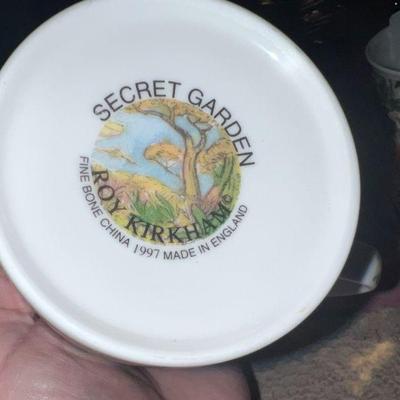 SECRET GARDEN
ROY KIRKHAM©
FINE BONE CHINA 1997 MADE IN ENGLAND